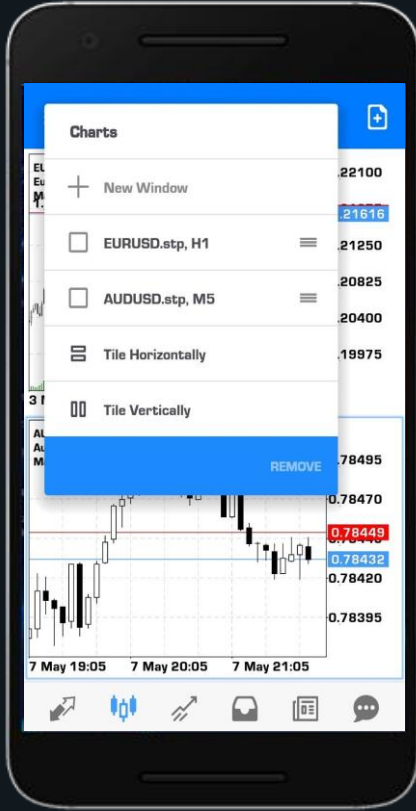 Charts
New Window
EURUSD.stp, H1
AUDUSD.stp, M5
Tile Horizontally
Tile Vertically
REMOVE
.22100
.21616
.21250
.20825
.20400
.19975
.78495
0.78470
0.78449
0.78432
0.78420
0.78395
7 May 19:05 7 May 20:05 7 May 21:05